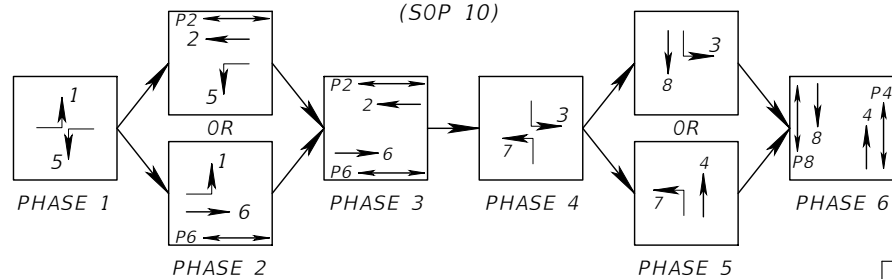 (SOP 10)
1
5
PHASE 1
P2
2
5
OR
1
6
P6
PHASE 2
P2
2
6
P6
PHASE 3
3
7
PHASE 4
3
8
OR
4
7
PHASE 5
P4
4
8
P8
PHASE 6